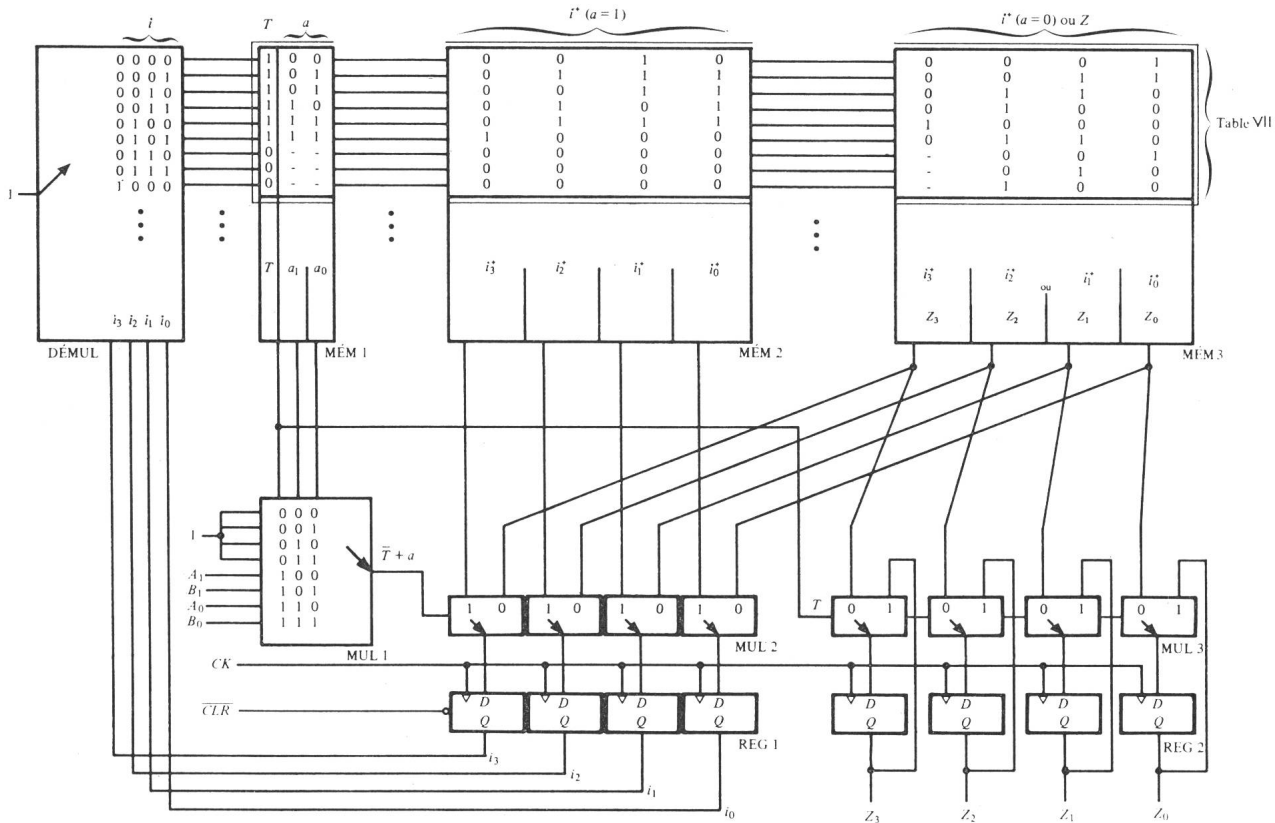 i T a i* (a = 1) i* (a = 0) ou Z
0 0 0 0 1 0 0 0 0 1 0 0 0 0 1
0 0 0 1 1 0 1 0 1 1 1 0 0 1 1
0 0 1 0 1 0 1 0 0 1 1 0 1 1 0
0 0 1 1 1 1 0 0 1 0 1 0 1 0 0
0 1 0 0 1 1 1 0 1 1 1 1 0 0 0
0 1 0 1 1 1 1 1 0 0 0 0 1 1 0
0 1 1 0 0 - - 0 0 0 0 - 0 0 1
0 1 1 1 0 - - 0 0 0 0 - 0 1 0
1 0 0 0 0 - - 0 0 0 0 - 1 0 0
Table VII
1
T a₁ a₀ i₃* i₂* i₁* i₀* i₃* i₂* ou i₁* i₀*
i₃ i₂ i₁ i₀ Z₃ Z₂ Z₁ Z₀
DÉMUL MÉM 1 MÉM 2 MÉM 3
0 0 0
0 0 1
1 0 1 0
0 1 1
A₁ 1 0 0
B₁ 1 0 1
A₀ 1 1 0
B₀ 1 1 1
T̅ + a
MUL 1
1 0 1 0 1 0 1 0 T 0 1 0 1 0 1 0 1
MUL 2 MUL 3
CK
C̅L̅R̅
D D D D D D D D
Q Q Q Q Q Q Q Q
REG 1 REG 2
i₃ i₂ i₁ i₀
Z₃ Z₂ Z₁ Z₀